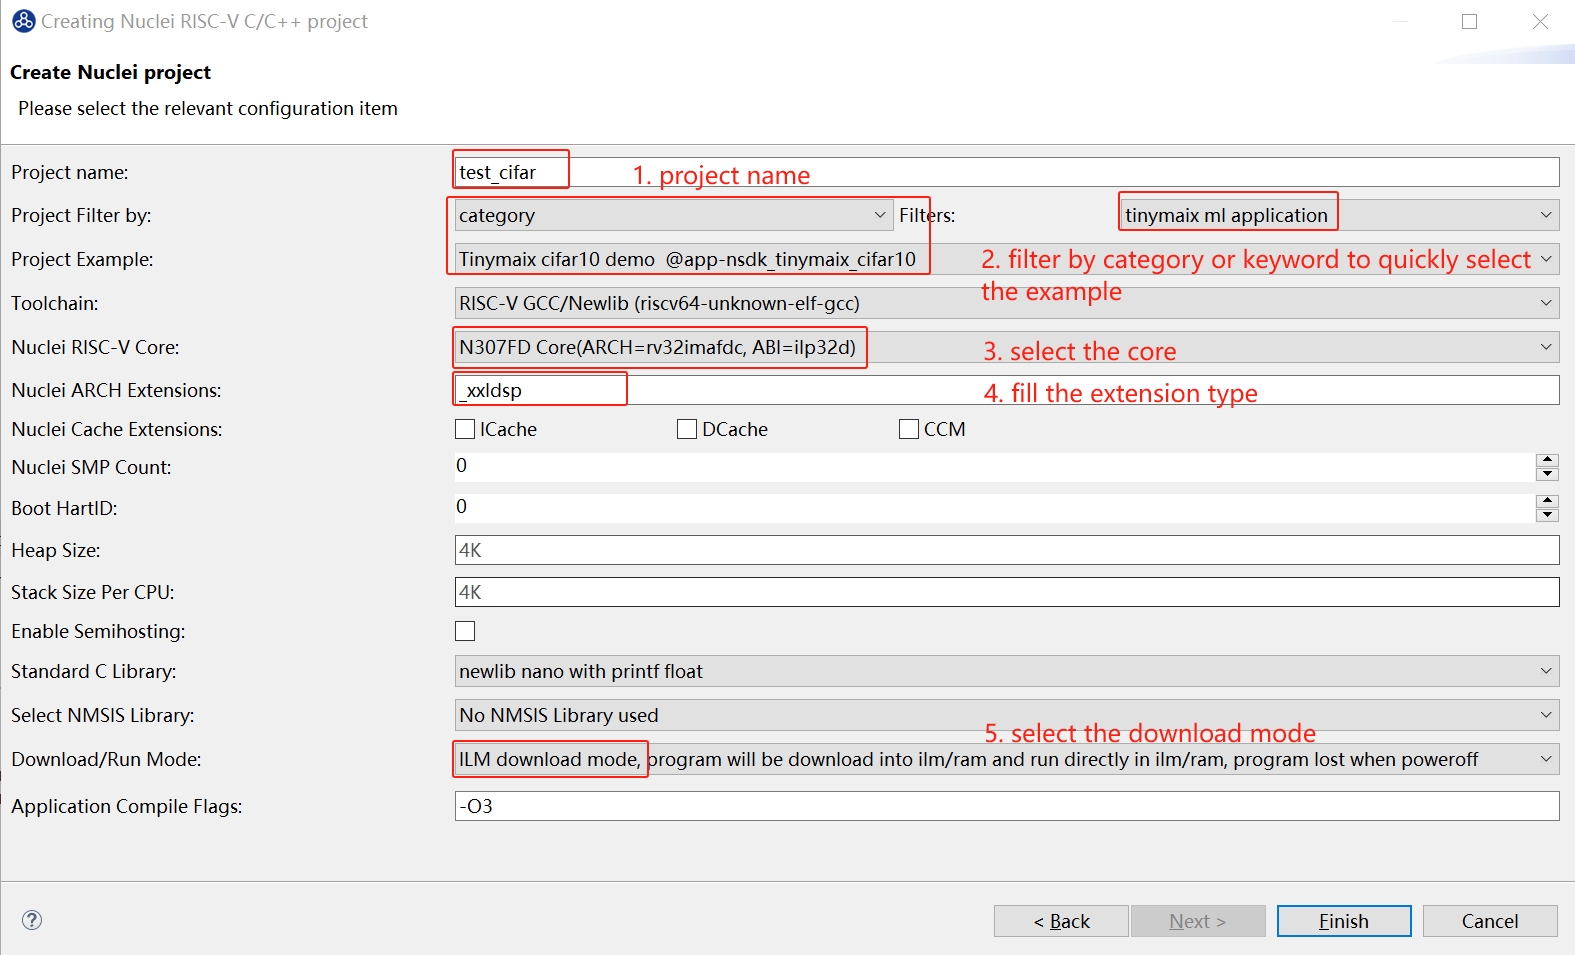 Creating Nuclei RISC-V C/C++ project
Create Nuclei project
Please select the relevant configuration item
Project name: test_cifar 1. project name
Project Filter by: category Filters: tinymaix ml application
Project Example: Tinymaix cifar10 demo @app-nsdk_tinymaix_cifar10 2. filter by category or keyword to quickly select
the example
Toolchain: RISC-V GCC/Newlib (riscv64-unknown-elf-gcc)
Nuclei RISC-V Core: N307FD Core(ARCH=rv32imafdc, ABI=ilp32d) 3. select the core
Nuclei ARCH Extensions: _xxldsp 4. fill the extension type
Nuclei Cache Extensions: ICache DCache CCM
Nuclei SMP Count: 0
Boot HartID: 0
Heap Size: 4K
Stack Size Per CPU: 4K
Enable Semihosting:
Standard C Library: newlib nano with printf float
Select NMSIS Library: No NMSIS Library used
5. select the download mode
Download/Run Mode: ILM download mode, program will be download into ilm/ram and run directly in ilm/ram, program lost when poweroff
Application Compile Flags: -O3
? < Back Next > Finish Cancel